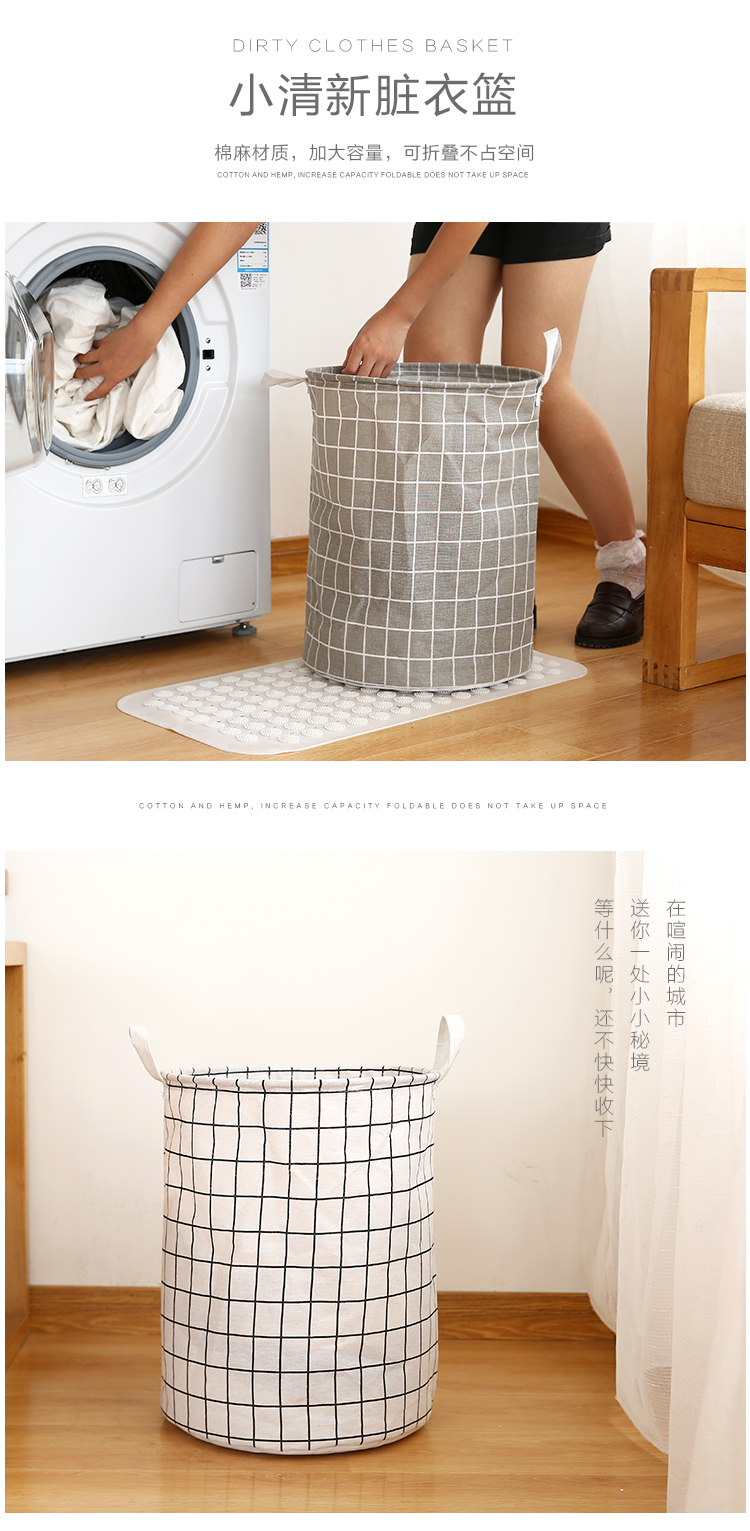 DIRTY CLOTHES BASKET
小清新脏衣篮
棉麻材质，加大容量，可折叠不占空间
COTTON AND HEMP, INCREASE CAPACITY FOLDABLE DOES NOT TAKE UP SPACE
COTTON AND HEMP, INCREASE CAPACITY FOLDABLE DOES NOT TAKE UP SPACE
在喧闹的城市
送你一处小小秘境
等什么呢，还不快快收下